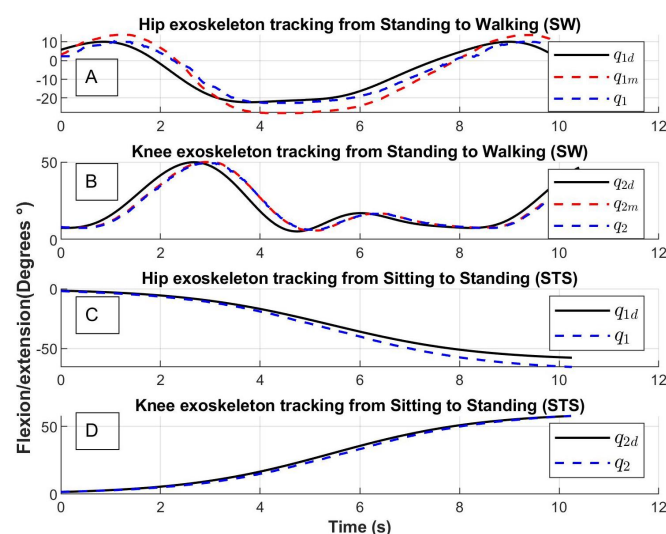 Hip exoskeleton tracking from Standing to Walking (SW)
10
0
-10
-20
A
q1d
q1m
q1
0 2 4 6 8 10 12
Knee exoskeleton tracking from Standing to Walking (SW)
50
0
B
q2d
q2m
q2
0 2 4 6 8 10 12
Hip exoskeleton tracking from Sitting to Standing (STS)
0
-50
C
q1d
q1
0 2 4 6 8 10 12
Knee exoskeleton tracking from Sitting to Standing (STS)
50
0
D
q2d
q2
0 2 4 6 8 10 12
Time (s)
Flexion/extension(Degrees °)